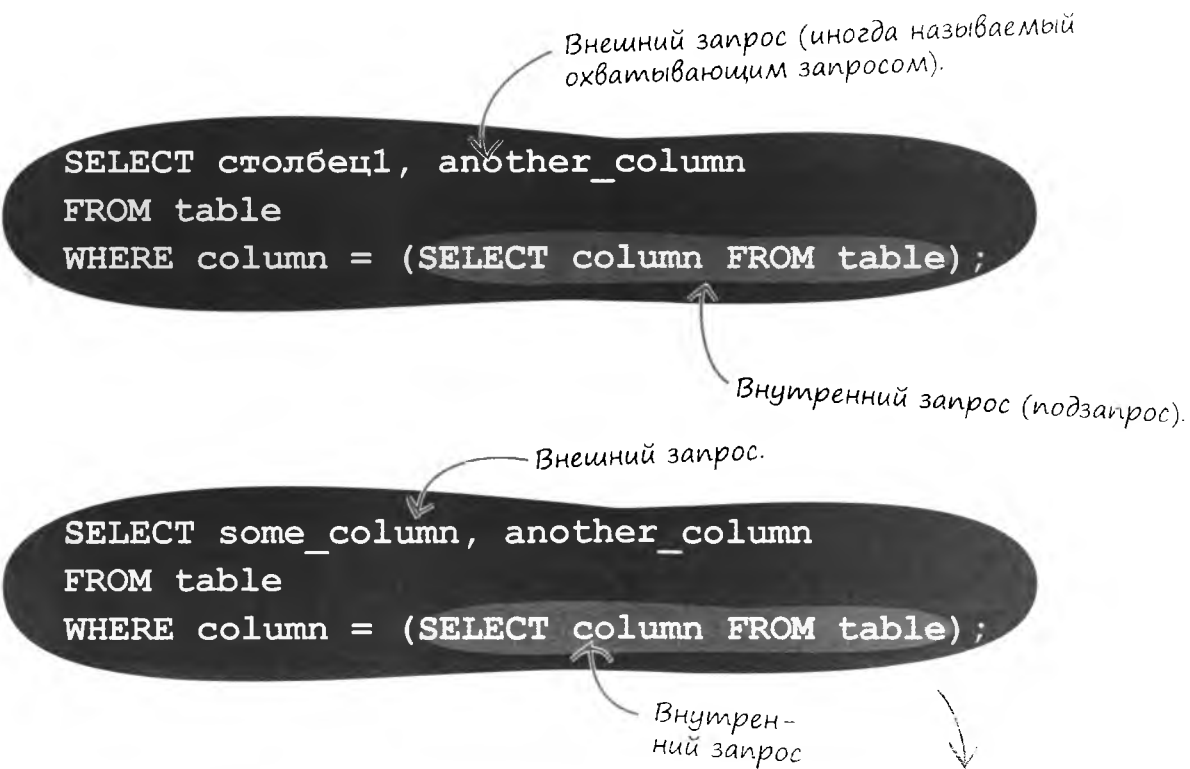 Внешний запрос (иногда называемый
охватывающим запросом).
SELECT столбец1, another_column
FROM table
WHERE column = (SELECT column FROM table);
Внутренний запрос (подзапрос).
Внешний запрос.
SELECT some_column, another_column
FROM table
WHERE column = (SELECT column FROM table);
Внутрен-
ний запрос